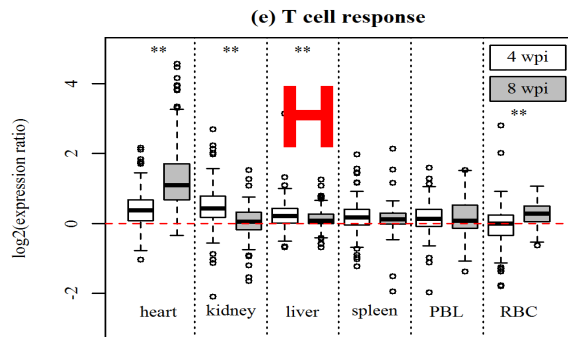 (e) T cell response
** ** **
4 wpi
8 wpi
**
H
log2(expression ratio)
4
2
0
-2
heart kidney liver spleen PBL RBC